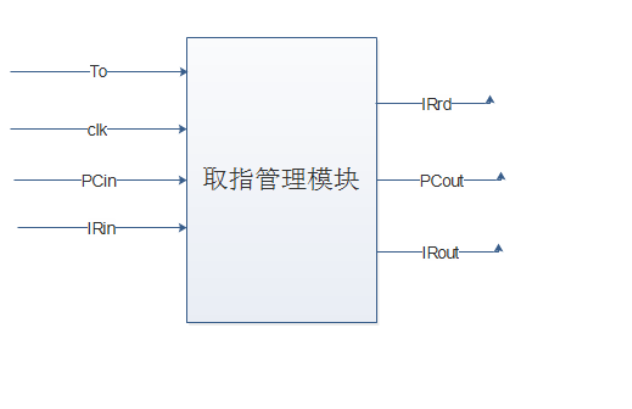 To
clk
PCin
IRin
取指管理模块
IRrd
PCout
IRout